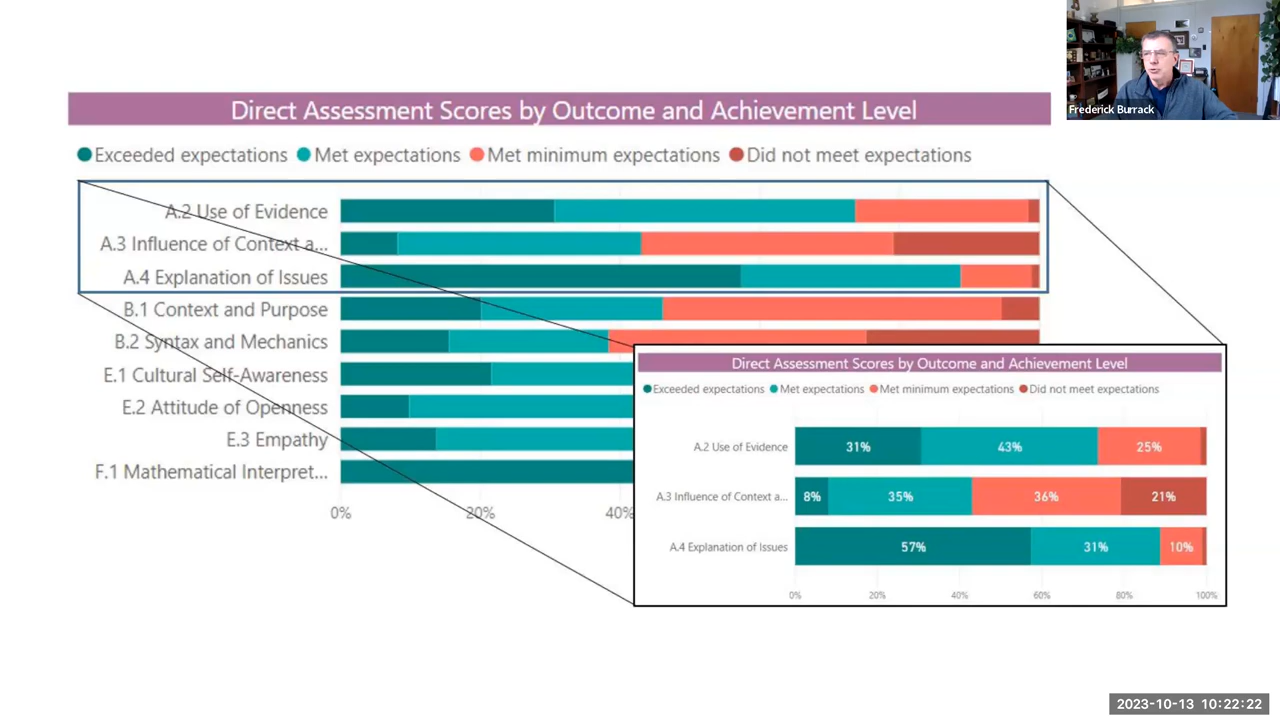 Frederick Burrack
Direct Assessment Scores by Outcome and Achievement Level
Exceeded expectations Met expectations Met minimum expectations Did not meet expectations
A.2 Use of Evidence
A.3 Influence of Context a...
A.4 Explanation of Issues
B.1 Context and Purpose
B.2 Syntax and Mechanics
E.1 Cultural Self-Awareness
E.2 Attitude of Openness
E.3 Empathy
F.1 Mathematical Interpret...
0% 20% 40%
Direct Assessment Scores by Outcome and Achievement Level
Exceeded expectations Met expectations Met minimum expectations Did not meet expectations
A.2 Use of Evidence 31% 43% 25%
A.3 Influence of Context a... 8% 35% 36% 21%
A.4 Explanation of Issues 57% 31% 10%
0% 20% 40% 60% 80% 100%
2023-10-13 10:22:22